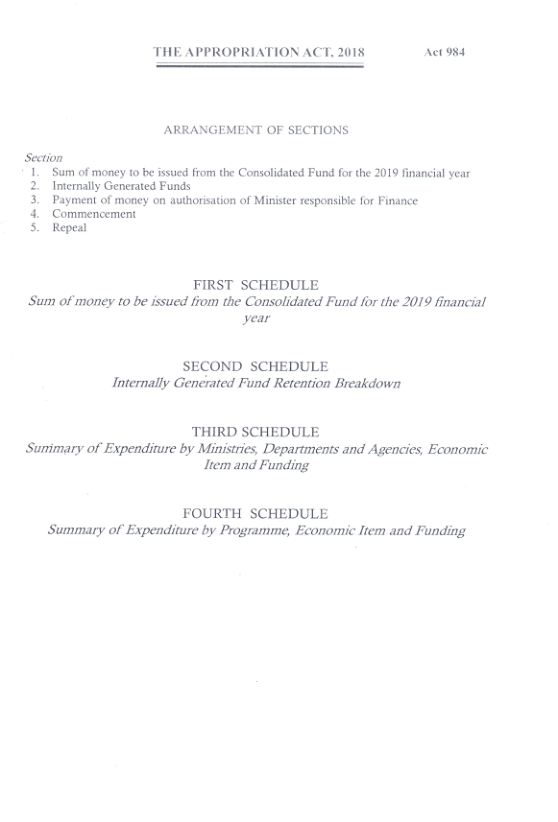 THE APPROPRIATION ACT, 2018 Act 984
ARRANGEMENT OF SECTIONS
Section
1. Sum of money to be issued from the Consolidated Fund for the 2019 financial year
2. Internally Generated Funds
3. Payment of money on authorisation of Minister responsible for Finance
4. Commencement
5. Repeal
FIRST SCHEDULE
Sum of money to be issued from the Consolidated Fund for the 2019 financial
year
SECOND SCHEDULE
Internally Generated Fund Retention Breakdown
THIRD SCHEDULE
Summary of Expenditure by Ministries, Departments and Agencies, Economic
Item and Funding
FOURTH SCHEDULE
Summary of Expenditure by Programme, Economic Item and Funding